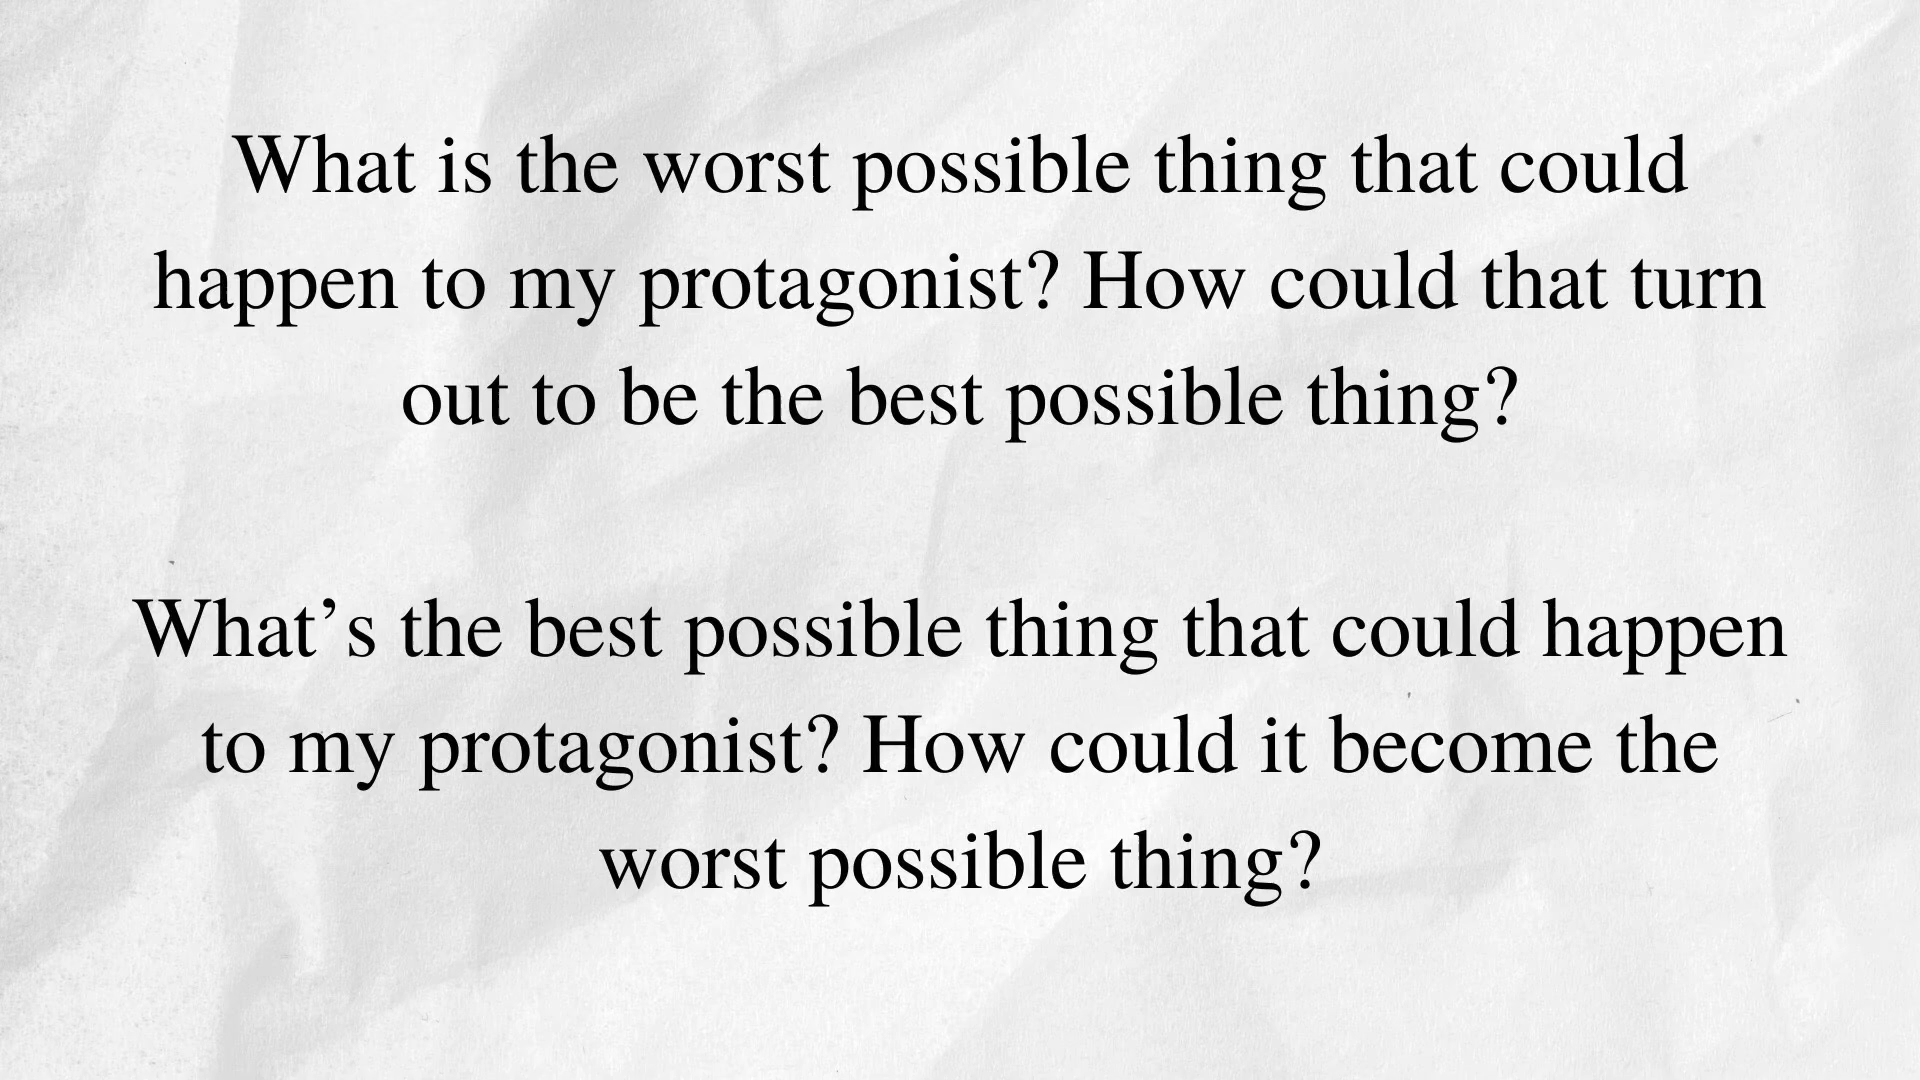 What is the worst possible thing that could
happen to my protagonist? How could that turn
out to be the best possible thing?
What’s the best possible thing that could happen
to my protagonist? How could it become the
worst possible thing?